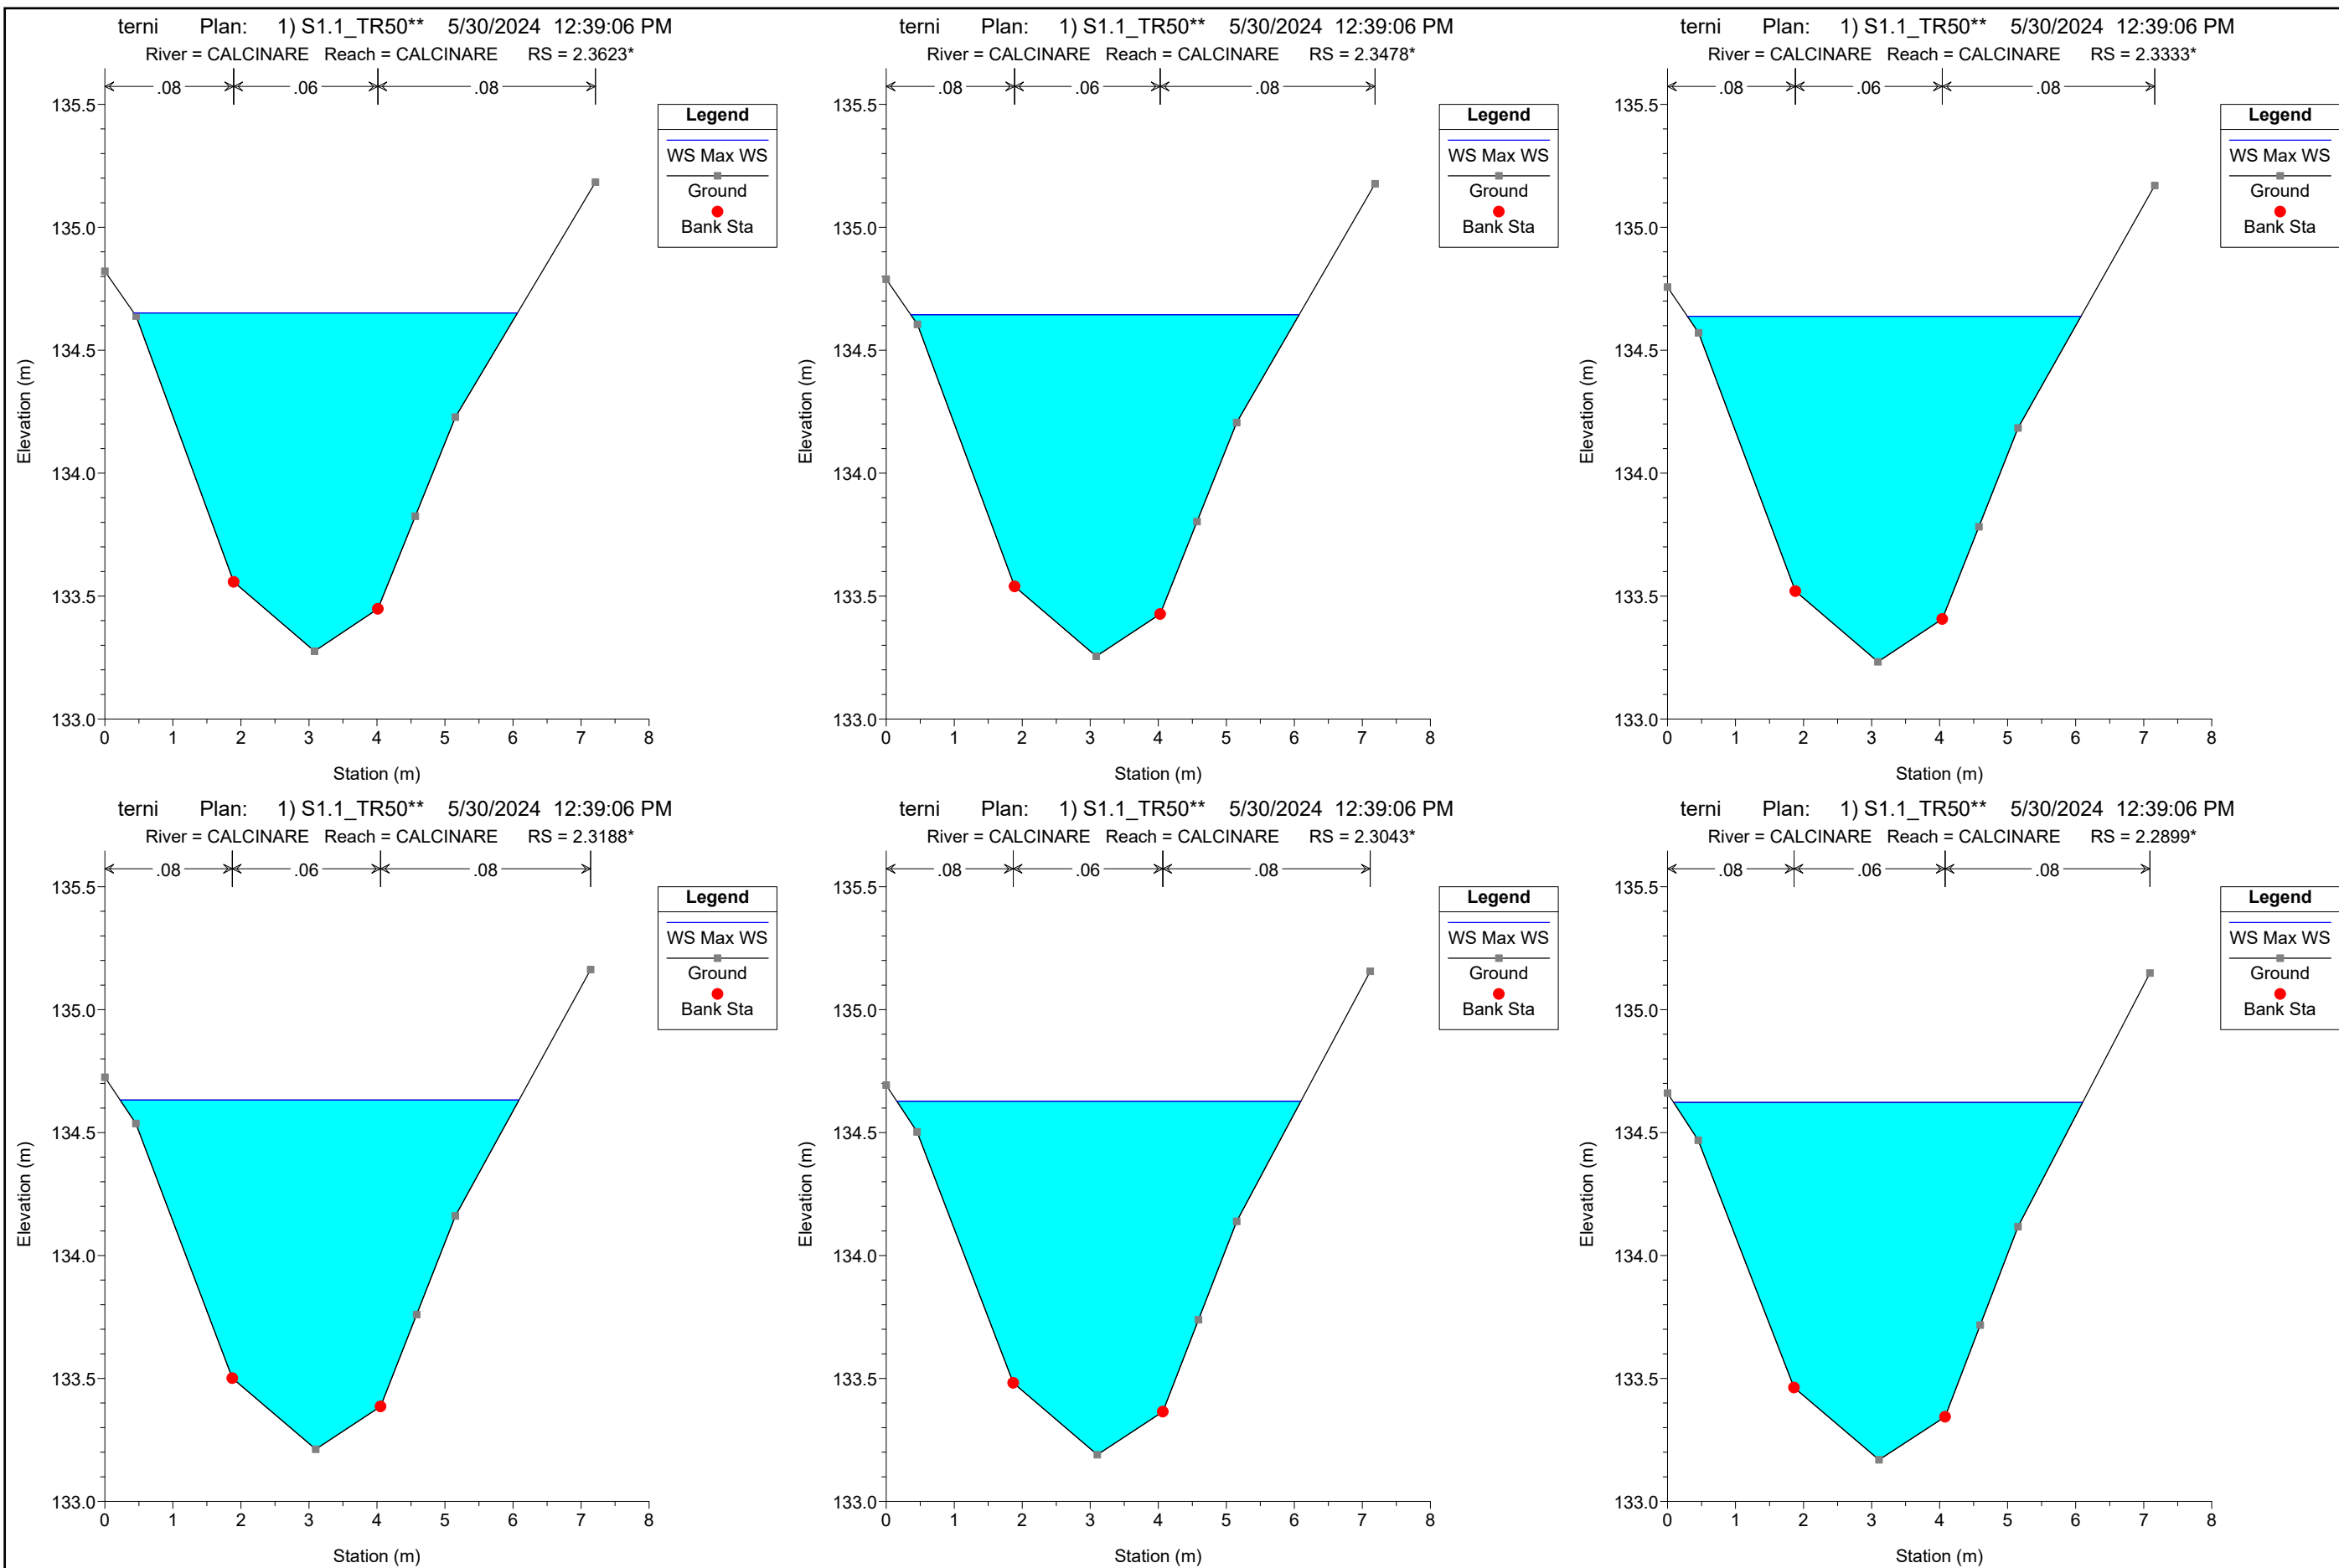 terni Plan: 1) S1.1_TR50** 5/30/2024 12:39:06 PM
River = CALCINARE Reach = CALCINARE RS = 2.3623*
.08 .06 .08
135.5
135.0
134.5
134.0
133.5
133.0
Elevation (m)
0 1 2 3 4 5 6 7 8
Station (m)
Legend
WS Max WS
Ground
Bank Sta
terni Plan: 1) S1.1_TR50** 5/30/2024 12:39:06 PM
River = CALCINARE Reach = CALCINARE RS = 2.3478*
.08 .06 .08
135.5
135.0
134.5
134.0
133.5
133.0
Elevation (m)
0 1 2 3 4 5 6 7 8
Station (m)
Legend
WS Max WS
Ground
Bank Sta
terni Plan: 1) S1.1_TR50** 5/30/2024 12:39:06 PM
River = CALCINARE Reach = CALCINARE RS = 2.3333*
.08 .06 .08
135.5
135.0
134.5
134.0
133.5
133.0
Elevation (m)
0 1 2 3 4 5 6 7 8
Station (m)
Legend
WS Max WS
Ground
Bank Sta
terni Plan: 1) S1.1_TR50** 5/30/2024 12:39:06 PM
River = CALCINARE Reach = CALCINARE RS = 2.3188*
.08 .06 .08
135.5
135.0
134.5
134.0
133.5
133.0
Elevation (m)
0 1 2 3 4 5 6 7 8
Station (m)
Legend
WS Max WS
Ground
Bank Sta
terni Plan: 1) S1.1_TR50** 5/30/2024 12:39:06 PM
River = CALCINARE Reach = CALCINARE RS = 2.3043*
.08 .06 .08
135.5
135.0
134.5
134.0
133.5
133.0
Elevation (m)
0 1 2 3 4 5 6 7 8
Station (m)
Legend
WS Max WS
Ground
Bank Sta
terni Plan: 1) S1.1_TR50** 5/30/2024 12:39:06 PM
River = CALCINARE Reach = CALCINARE RS = 2.2899*
.08 .06 .08
135.5
135.0
134.5
134.0
133.5
133.0
Elevation (m)
0 1 2 3 4 5 6 7 8
Station (m)
Legend
WS Max WS
Ground
Bank Sta